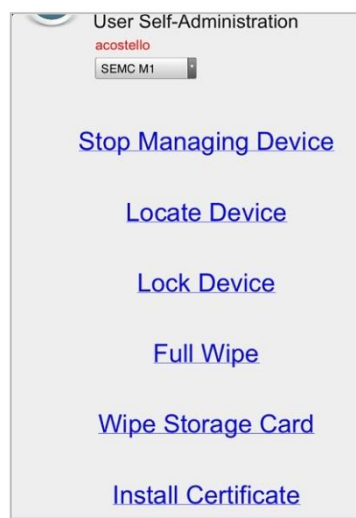 User Self-Administration
acostello
SEMC M1
Stop Managing Device
Locate Device
Lock Device
Full Wipe
Wipe Storage Card
Install Certificate